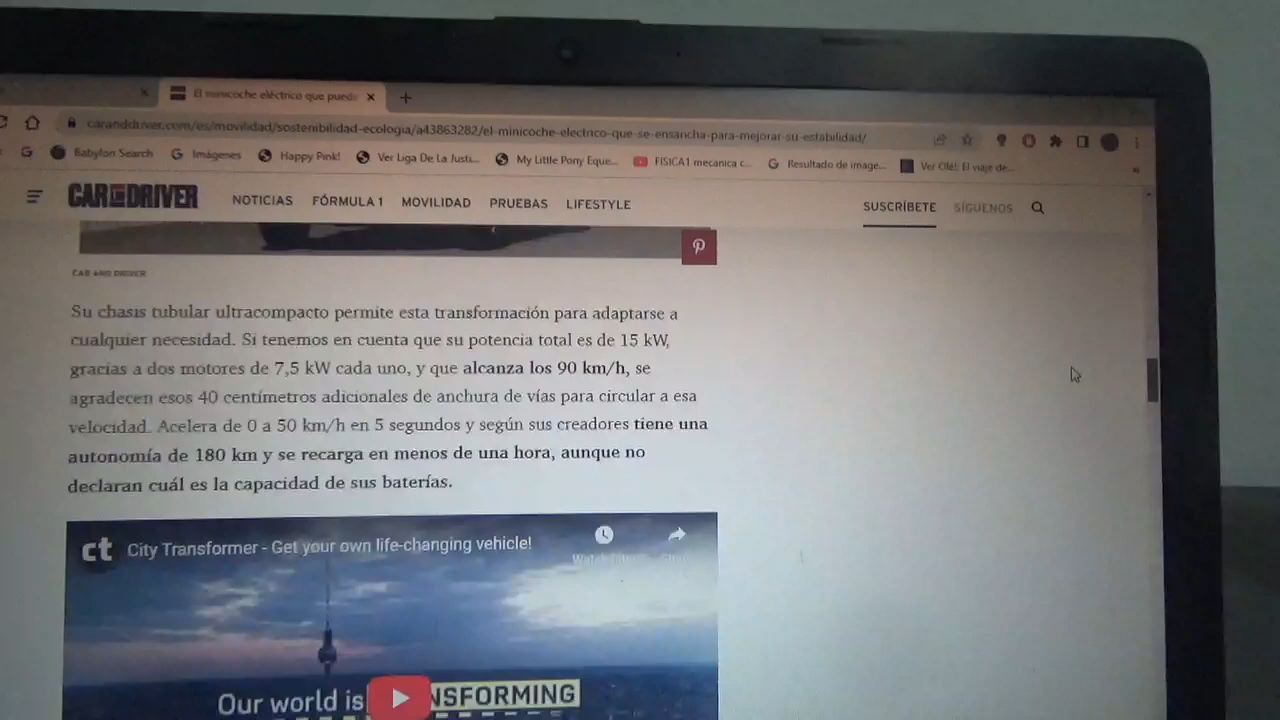 El minicoche eléctrico que puede
caranddriver.com/es/movilidad/sostenibilidad-ecologia/a43863282/el-minicoche-electrico-que-se-ensancha-para-mejorar-su-estabilidad/
Babylon Search Imágenes Happy Pink! Ver Liga De La Justi... My Little Pony Eque... FISICA1 mecanica c... Resultado de image... Ver Olé!: El viaje de...
CAR AND DRIVER NOTICIAS FÓRMULA 1 MOVILIDAD PRUEBAS LIFESTYLE SUSCRÍBETE SÍGUENOS
CAR AND DRIVER
Su chasis tubular ultracompacto permite esta transformación para adaptarse a
cualquier necesidad. Si tenemos en cuenta que su potencia total es de 15 kW,
gracias a dos motores de 7,5 kW cada uno, y que alcanza los 90 km/h, se
agradecen esos 40 centímetros adicionales de anchura de vías para circular a esa
velocidad. Acelera de 0 a 50 km/h en 5 segundos y según sus creadores tiene una
autonomía de 180 km y se recarga en menos de una hora, aunque no
declaran cuál es la capacidad de sus baterías.
ct City Transformer - Get your own life-changing vehicle!
Our world is NSFORMING